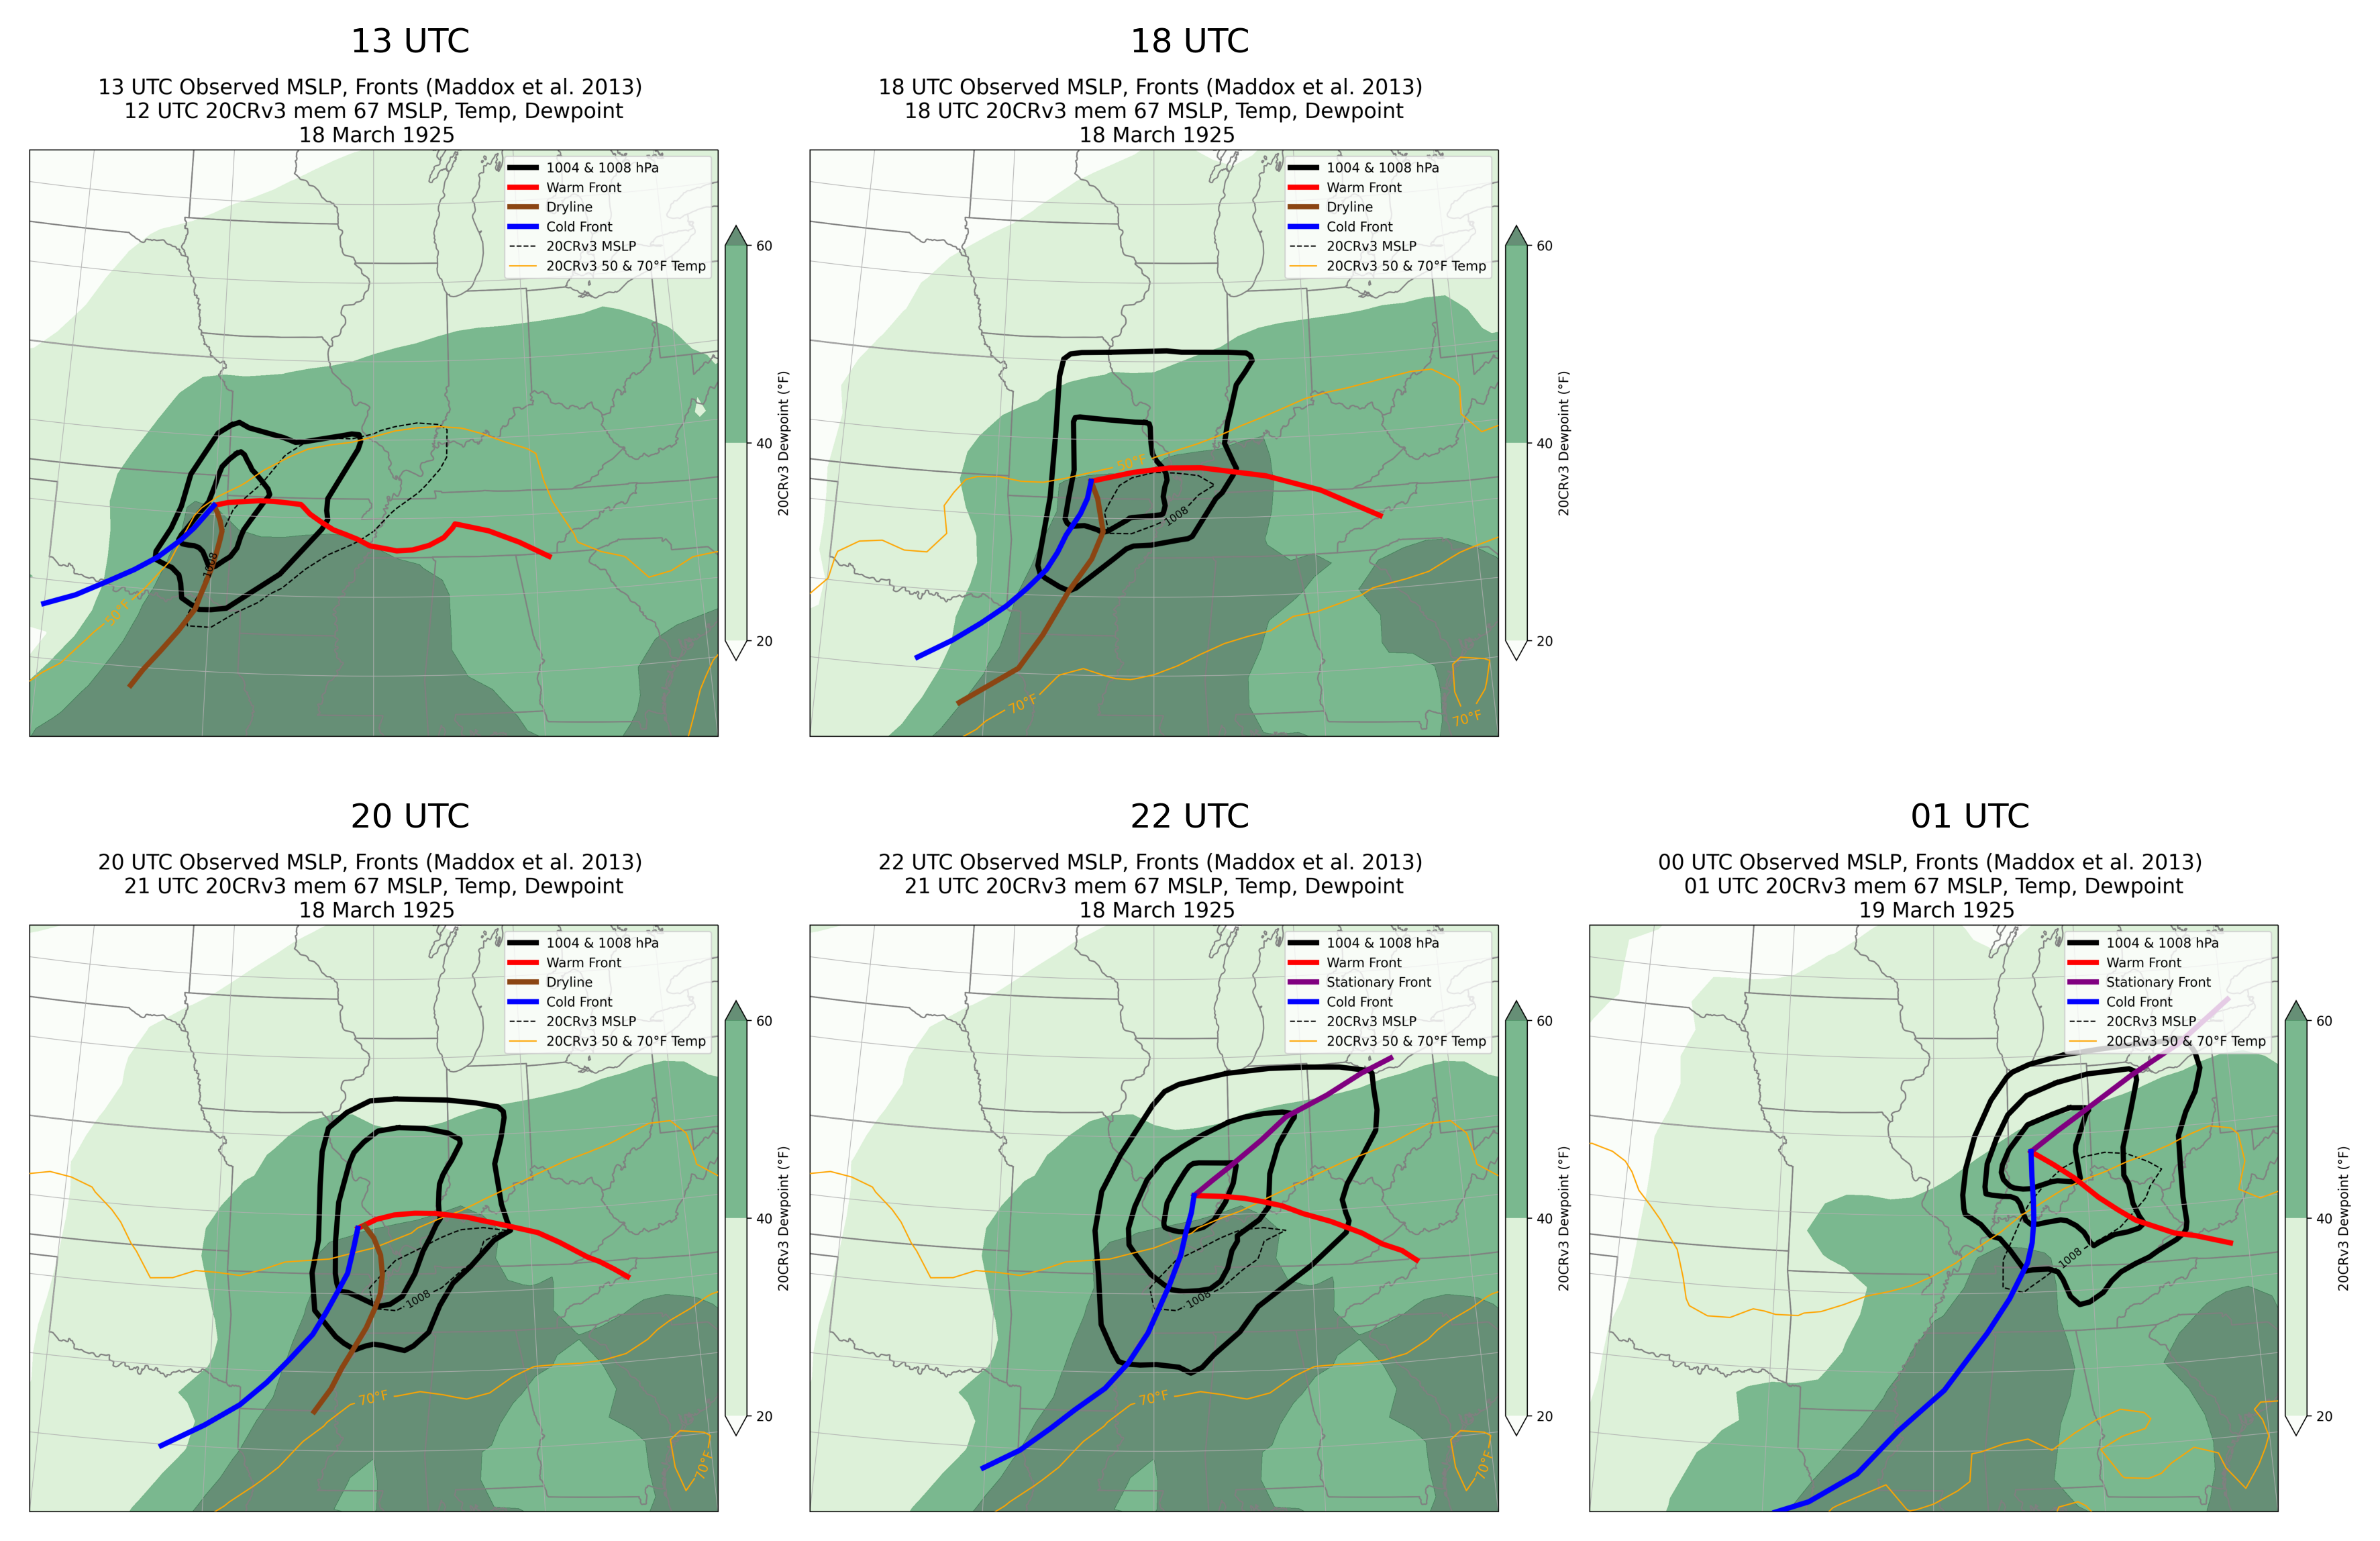 13 UTC
13 UTC Observed MSLP, Fronts (Maddox et al. 2013)
12 UTC 20CRv3 mem 67 MSLP, Temp, Dewpoint
18 March 1925
1004 & 1008 hPa
Warm Front
Dryline
Cold Front
20CRv3 MSLP
20CRv3 50 & 70°F Temp
1008
50°F
60
40
20
20CRv3 Dewpoint (°F)
18 UTC
18 UTC Observed MSLP, Fronts (Maddox et al. 2013)
18 UTC 20CRv3 mem 67 MSLP, Temp, Dewpoint
18 March 1925
1004 & 1008 hPa
Warm Front
Dryline
Cold Front
20CRv3 MSLP
20CRv3 50 & 70°F Temp
50°F
1008
70°F
70°F
60
40
20
20CRv3 Dewpoint (°F)
20 UTC
20 UTC Observed MSLP, Fronts (Maddox et al. 2013)
21 UTC 20CRv3 mem 67 MSLP, Temp, Dewpoint
18 March 1925
1004 & 1008 hPa
Warm Front
Dryline
Cold Front
20CRv3 MSLP
20CRv3 50 & 70°F Temp
1008
70°F
70°F
60
40
20
20CRv3 Dewpoint (°F)
22 UTC
22 UTC Observed MSLP, Fronts (Maddox et al. 2013)
21 UTC 20CRv3 mem 67 MSLP, Temp, Dewpoint
18 March 1925
1004 & 1008 hPa
Warm Front
Stationary Front
Cold Front
20CRv3 MSLP
20CRv3 50 & 70°F Temp
1008
70°F
70°F
60
40
20
20CRv3 Dewpoint (°F)
01 UTC
00 UTC Observed MSLP, Fronts (Maddox et al. 2013)
01 UTC 20CRv3 mem 67 MSLP, Temp, Dewpoint
19 March 1925
1004 & 1008 hPa
Warm Front
Stationary Front
Cold Front
20CRv3 MSLP
20CRv3 50 & 70°F Temp
1008
60
40
20
20CRv3 Dewpoint (°F)